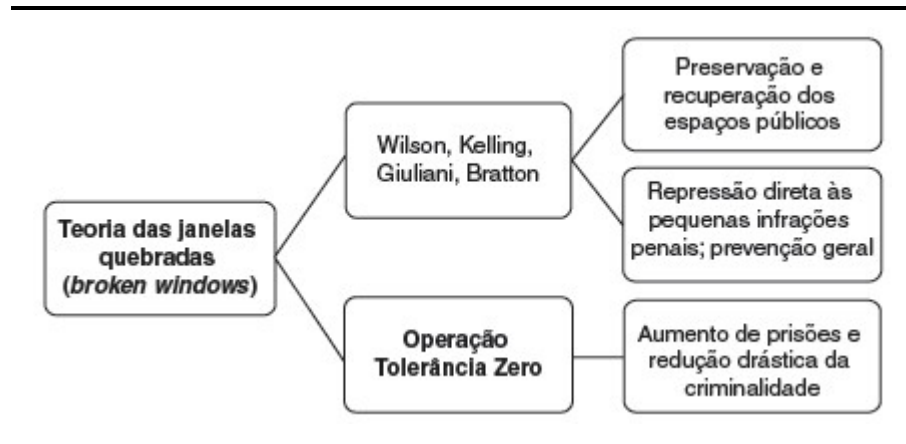 Teoria das janelas
quebradas
(broken windows)
Wilson, Kelling,
Giuliani, Bratton
Preservação e
recuperação dos
espaços públicos
Repressão direta às
pequenas infrações
penais; prevenção geral
Operação
Tolerância Zero
Aumento de prisões e
redução drástica da
criminalidade